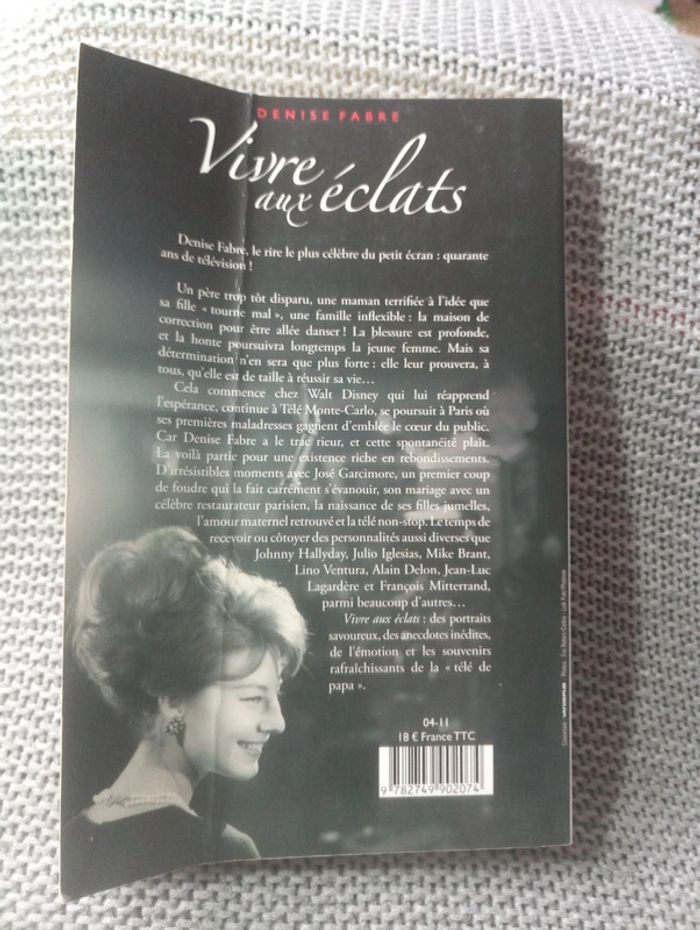 DENISE FABRE
Vivre
aux éclats
Denise Fabre, le rire le plus célèbre du petit écran : quarante
ans de télévision !
Un père trop tôt disparu, une maman terrifiée à l'idée que
sa fille « tourne mal », une famille inflexible : la maison de
correction pour être allée danser ! La blessure est profonde,
et la honte poursuivra longtemps la jeune femme. Mais sa
détermination n'en sera que plus forte : elle leur prouvera, à
tous, qu'elle est de taille à réussir sa vie…
Cela commence chez Walt Disney qui lui réapprend
l'espérance, continue à Télé Monte-Carlo, se poursuit à Paris où
ses premières maladresses gagnent d'emblée le cœur du public.
Car Denise Fabre a le trac rieur, et cette spontanéité plaît.
La voilà partie pour une existence riche en rebondissements.
D'irrésistibles moments avec José Garcimore, un premier coup
de foudre qui la fait carrément s'évanouir, son mariage avec un
célèbre restaurateur parisien, la naissance de ses filles jumelles,
l'amour maternel retrouvé et la télé non-stop. Le temps de
recevoir ou côtoyer des personnalités aussi diverses que
Johnny Hallyday, Julio Iglesias, Mike Brant,
Lino Ventura, Alain Delon, Jean-Luc
Lagardère et François Mitterrand,
parmi beaucoup d'autres…
Vivre aux éclats : des portraits
savoureux, des anecdotes inédites,
de l'émotion et les souvenirs
rafraîchissants de la « télé de
papa ».
04-11
18 € France TTC
9 782749 902074